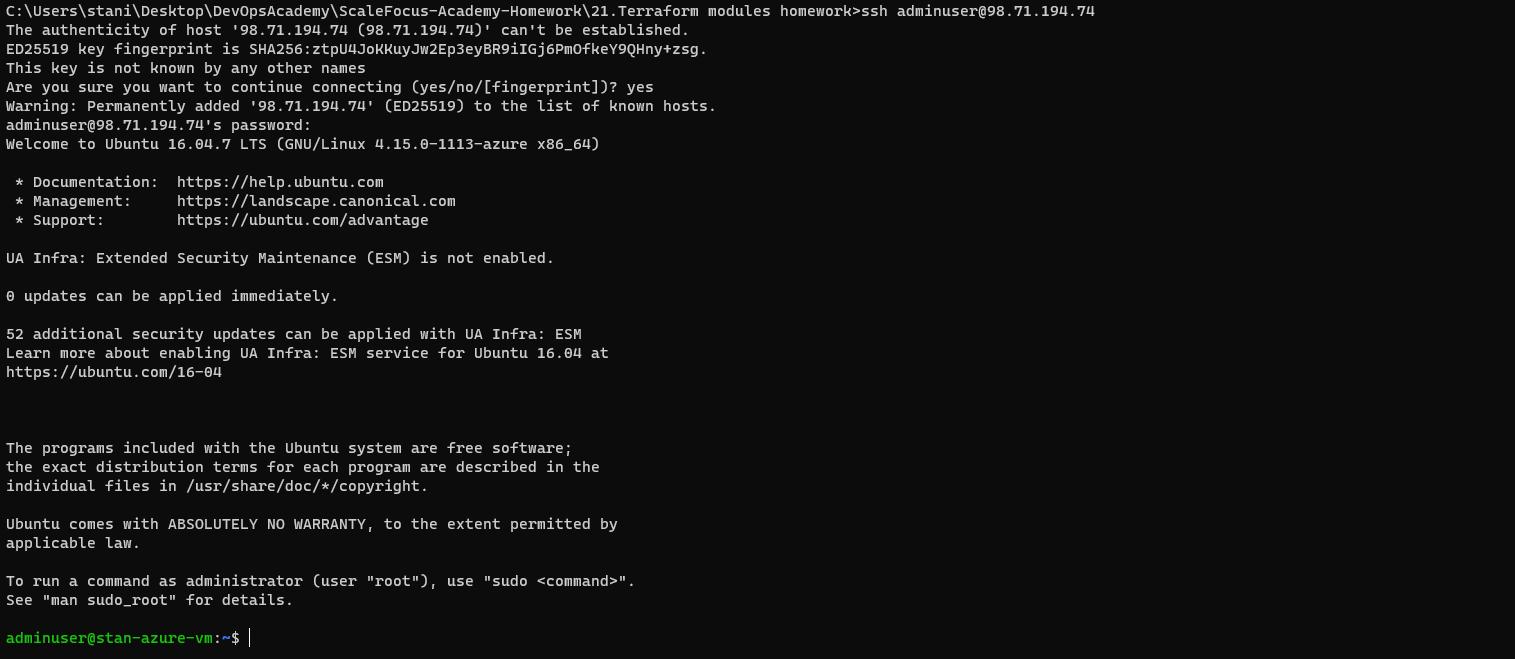 C:\Users\stani\Desktop\DevOpsAcademy\ScaleFocus-Academy-Homework\21.Terraform modules homework>ssh adminuser@98.71.194.74
The authenticity of host '98.71.194.74 (98.71.194.74)' can't be established.
ED25519 key fingerprint is SHA256:ztpU4JoKKuyJw2Ep3eyBR9iIGj6PmOfkeY9QHny+zsg.
This key is not known by any other names
Are you sure you want to continue connecting (yes/no/[fingerprint])? yes
Warning: Permanently added '98.71.194.74' (ED25519) to the list of known hosts.
adminuser@98.71.194.74's password:
Welcome to Ubuntu 16.04.7 LTS (GNU/Linux 4.15.0-1113-azure x86_64)

 * Documentation:  https://help.ubuntu.com
 * Management:     https://landscape.canonical.com
 * Support:        https://ubuntu.com/advantage

UA Infra: Extended Security Maintenance (ESM) is not enabled.

0 updates can be applied immediately.

52 additional security updates can be applied with UA Infra: ESM
Learn more about enabling UA Infra: ESM service for Ubuntu 16.04 at
https://ubuntu.com/16-04

The programs included with the Ubuntu system are free software;
the exact distribution terms for each program are described in the
individual files in /usr/share/doc/*/copyright.

Ubuntu comes with ABSOLUTELY NO WARRANTY, to the extent permitted by
applicable law.

To run a command as administrator (user "root"), use "sudo <command>".
See "man sudo_root" for details.

adminuser@stan-azure-vm:~$